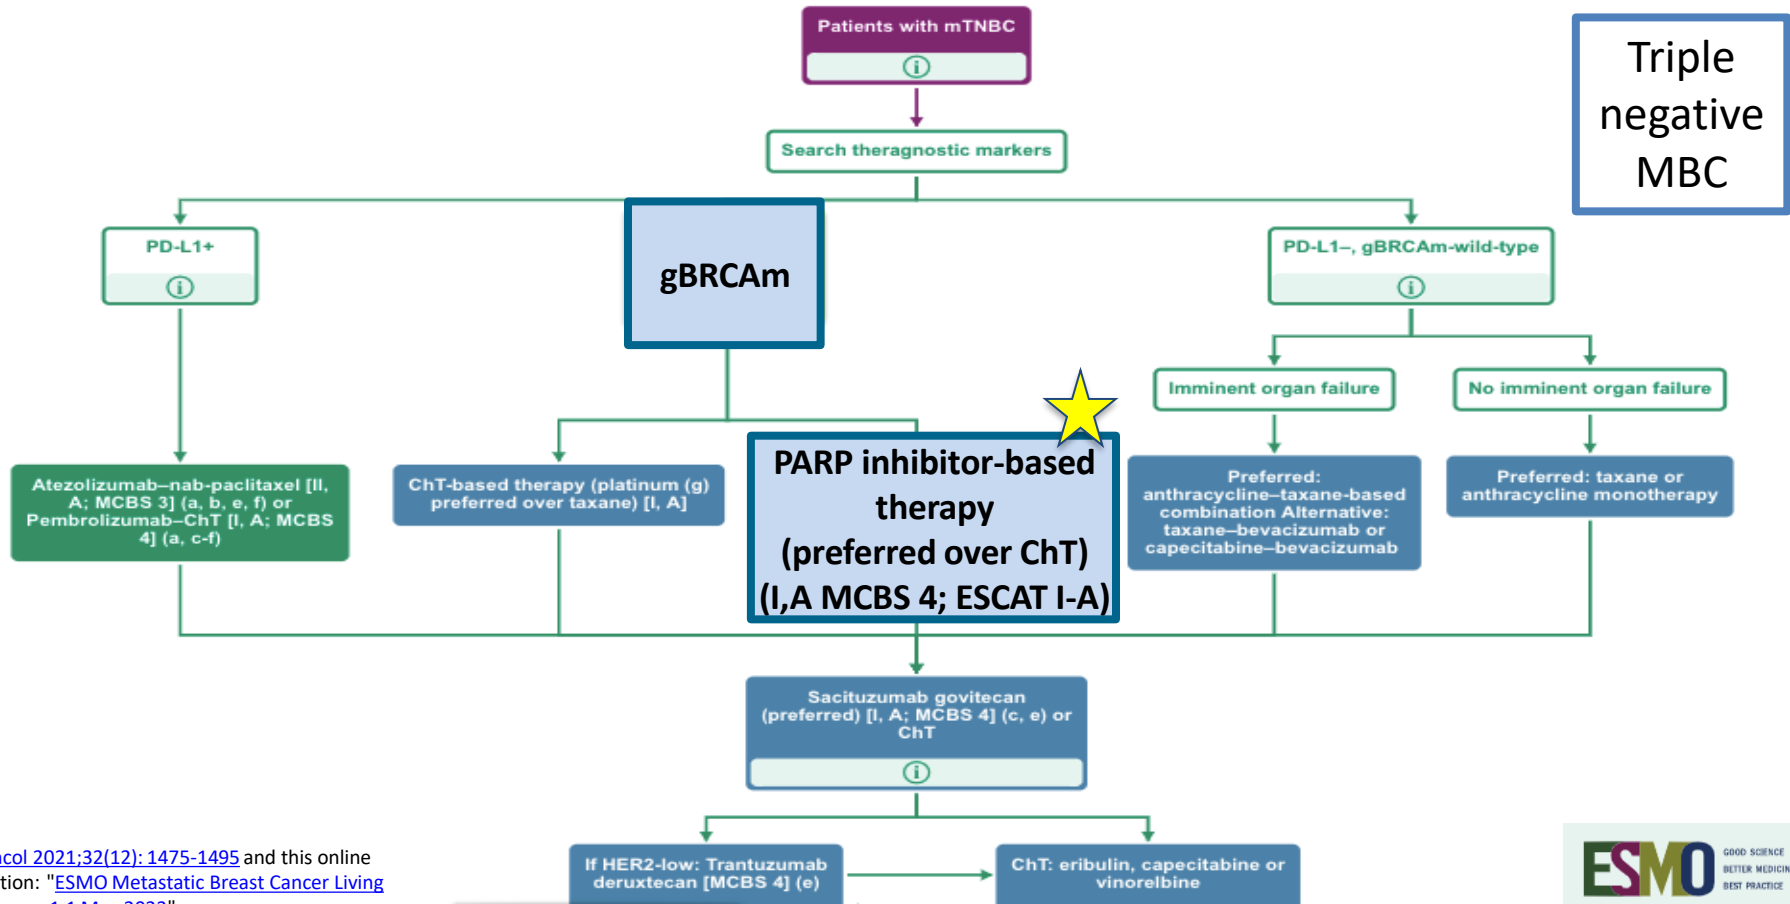 Patients with mTNBC
Triple
negative
MBC
Search theragnostic markers
PD-L1+
gBRCAm
PD-L1–, gBRCAm-wild-type
Imminent organ failure
No imminent organ failure
Atezolizumab–nab-paclitaxel [II,
A; MCBS 3] (a, b, e, f) or
Pembrolizumab–ChT [I, A; MCBS
4] (a, c-f)
ChT-based therapy (platinum (g)
preferred over taxane) [I, A]
PARP inhibitor-based
therapy
(preferred over ChT)
(I,A MCBS 4; ESCAT I-A)
Preferred:
anthracycline–taxane-based
combination Alternative:
taxane–bevacizumab or
capecitabine–bevacizumab
Preferred: taxane or
anthracycline monotherapy
Sacituzumab govitecan
(preferred) [I, A; MCBS 4] (c, e) or
ChT
If HER2-low: Trantuzumab
deruxtecan [MCBS 4] (e)
ChT: eribulin, capecitabine or
vinorelbine
col 2021;32(12): 1475-1495 and this online
tion: "ESMO Metastatic Breast Cancer Living
ESMO
GOOD SCIENCE
BETTER MEDICIN
BEST PRACTICE